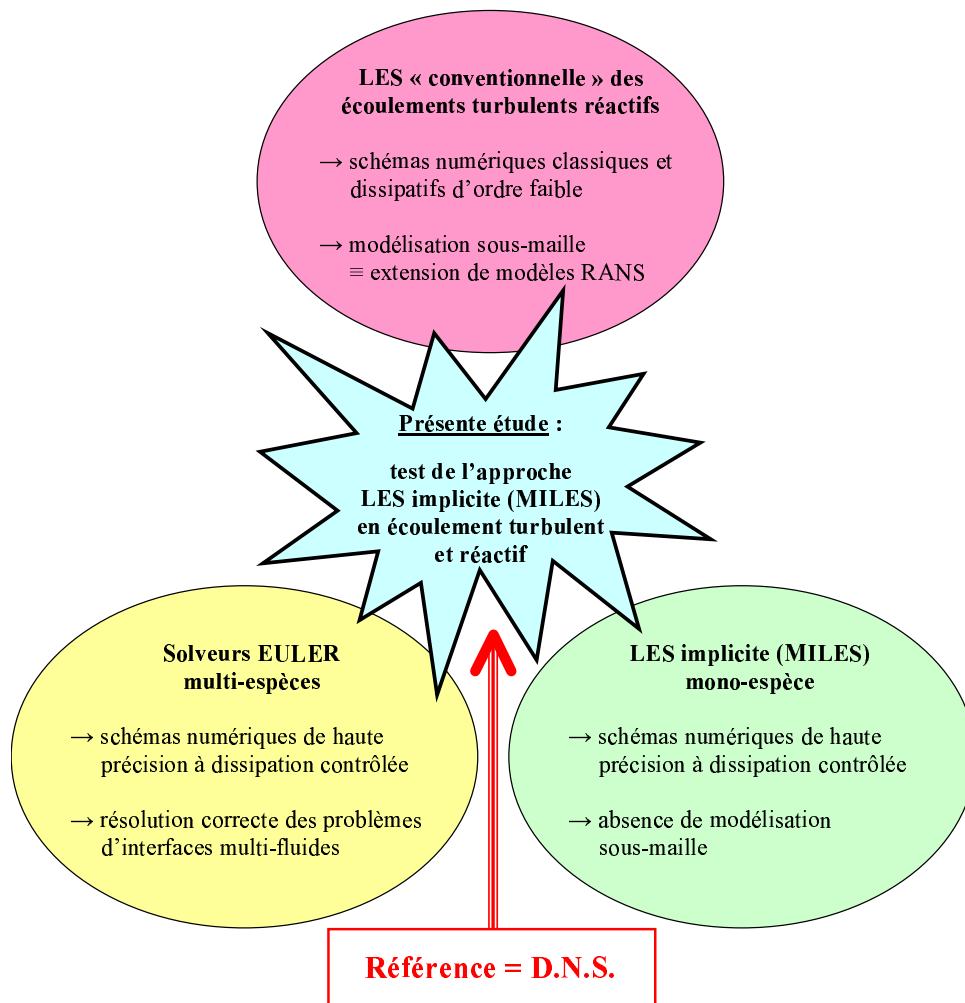 LES « conventionnelle » des
écoulements turbulents réactifs
→ schémas numériques classiques et
dissipatifs d'ordre faible
→ modélisation sous-maille
≡ extension de modèles RANS
Présente étude :
test de l'approche
LES implicite (MILES)
en écoulement turbulent
et réactif
Solveurs EULER
multi-espèces
→ schémas numériques de haute
précision à dissipation contrôlée
→ résolution correcte des problèmes
d'interfaces multi-fluides
LES implicite (MILES)
mono-espèce
→ schémas numériques de haute
précision à dissipation contrôlée
→ absence de modélisation
sous-maille
Référence = D.N.S.